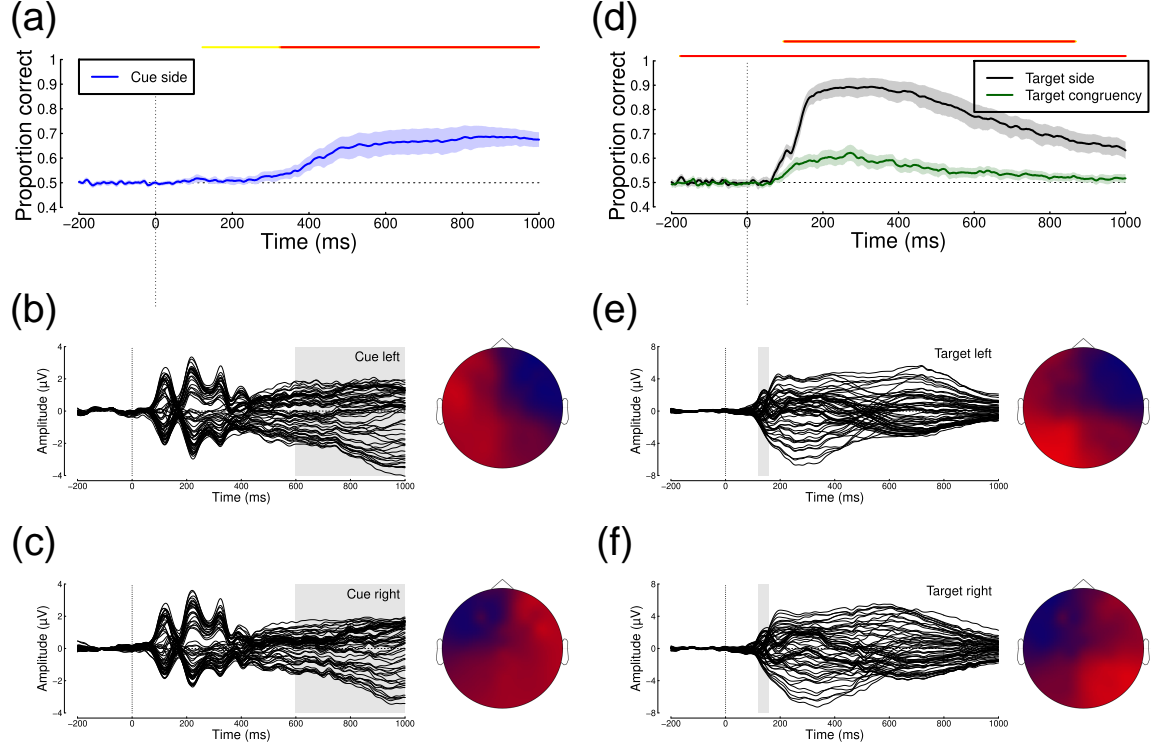 (a)
Proportion correct
1
0.9
0.8
0.7
0.6
0.5
0.4
Cue side
−200 0 200 400 600 800 1000
Time (ms)
(d)
Proportion correct
1
0.9
0.8
0.7
0.6
0.5
0.4
Target side
Target congruency
−200 0 200 400 600 800 1000
Time (ms)
(b)
Amplitude (µV)
4
2
0
−2
−4
Cue left
−200 0 200 400 600 800 1000
Time (ms)
(e)
Amplitude (µV)
8
4
0
−4
−8
Target left
−200 0 200 400 600 800 1000
Time (ms)
(c)
Amplitude (µV)
4
2
0
−2
−4
Cue right
−200 0 200 400 600 800 1000
Time (ms)
(f)
Amplitude (µV)
8
4
0
−4
−8
Target right
−200 0 200 400 600 800 1000
Time (ms)